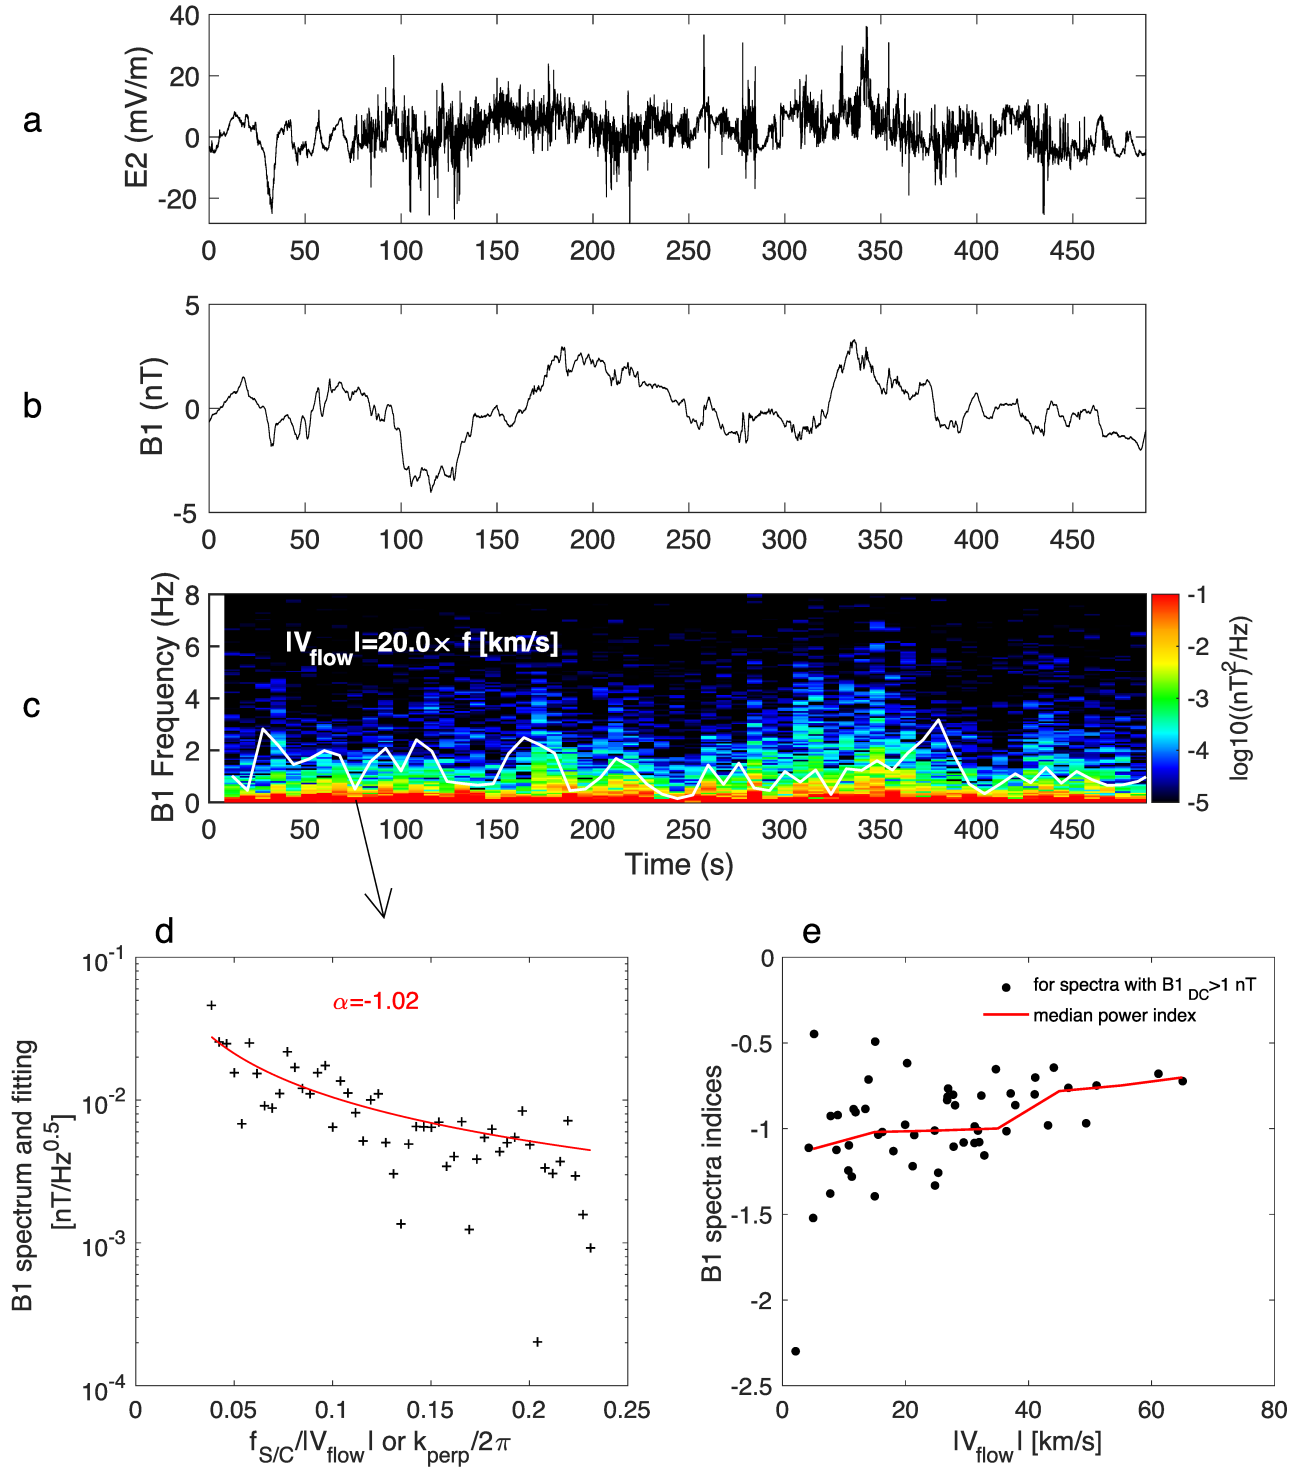 a
E2 (mV/m)
40
20
0
-20
0 50 100 150 200 250 300 350 400 450
b
B1 (nT)
5
0
-5
0 50 100 150 200 250 300 350 400 450
c
B1 Frequency (Hz)
8
6
4
2
0
|Vflow|=20.0× f [km/s]
0 50 100 150 200 250 300 350 400 450
Time (s)
-1
-2
-3
-4
-5
log10((nT)²/Hz)
d
B1 spectrum and fitting
[nT/Hz^0.5]
10^-1
10^-2
10^-3
10^-4
α=-1.02
0 0.05 0.1 0.15 0.2 0.25
fS/C/|Vflow| or kperp/2π
e
B1 spectra indices
0
-0.5
-1
-1.5
-2
-2.5
for spectra with B1DC>1 nT
median power index
0 20 40 60 80
|Vflow| [km/s]